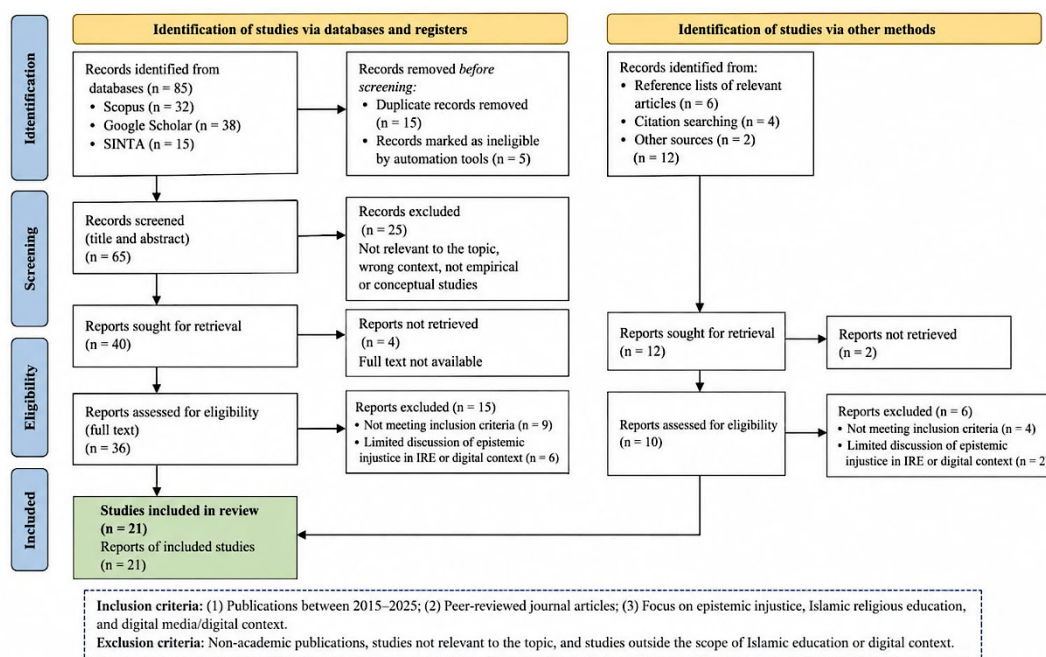 Identification of studies via databases and registers
Identification of studies via other methods
Idtentification
Records identified from
databases (n = 85)
• Scopus = 32)
• Google Scholar = 38)
• SINTA = 15)
Records removed before
screening:
• Duplicate records removed
(n = 15)
• Records marked as ineligible
by automation tools (n = 5)
Records identified from:
• Reference lists of relevant
articles (n = 6)
• Citation searching (n = 4)
• Other sources (n = 2)
(n = 12)
Screening
Records screened
(title and abstract)
(n = 65)
Records excluded
(n = 25)
Not relevant to the topic,
wrong context, not empirical
or conceptual studies
Reports sought for retrieval
(n = 40)
Reports not retrieved
(n = 4)
Full text not available
Reports sought for retrieval
(n = 12)
Reports not retrieved
(n = 2)
Eligibility
Reports assessed for eligibility
(full text)
(n = 36)
Reports excluded (n = 15)
• Not meeting inclusion criteria (n = 9)
• Limited discussion of epistemic
injustice in IRE or digital context (n = 6)
Reports assessed for eligibility
(n = 10)
Reports excluded (n = 6)
• Not meeting inclusion criteria (n = 4)
• Limited discussion of epistemic
injustice in IRE or digital context (n = 2)
Included
Studies included in review
(n = 21)
Reports of included studies
(n = 21)
Inclusion criteria: (1) Publications between 2015–2025; (2) Peer-reviewed journal articles; (3) Focus on epistemic injustice, Islamic religious education,
and digital media/digital context.
Exclusion criteria: Non-academic publications, studies not relevant to the topic, and studies outside the scope of Islamic education or digital context.